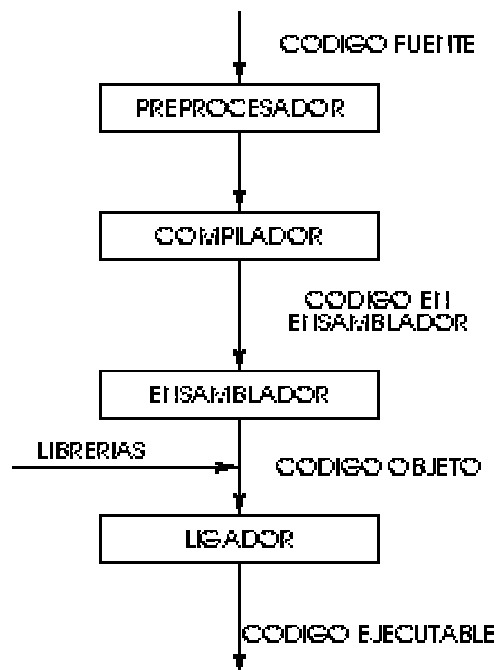 CODIGO FUENTE
PREPROCESADOR
COMPILADOR
CODIGO EN
ENSAMBLADOR
ENSAMBLADOR
LIBRERIAS
CODIGO OBJETO
LIGADOR
CODIGO EJECUTABLE